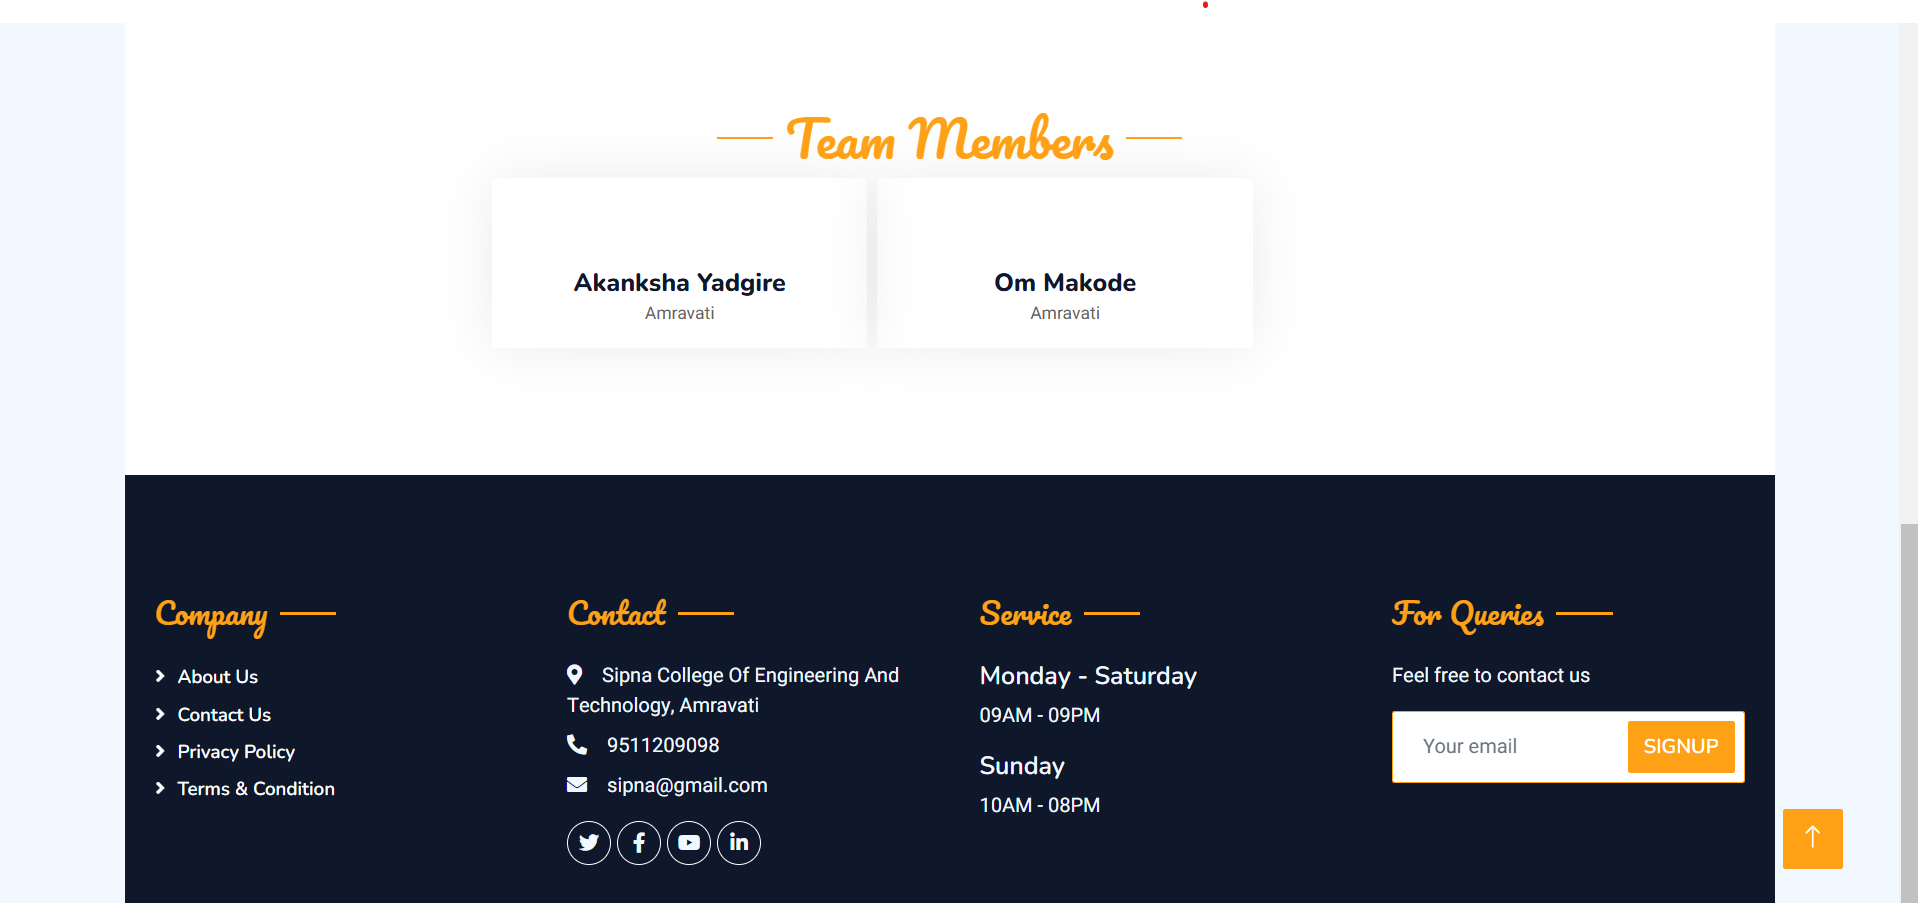 Team Members
Akanksha Yadgire
Amravati
Om Makode
Amravati
Company
About Us
Contact Us
Privacy Policy
Terms & Condition
Contact
Sipna College Of Engineering And
Technology, Amravati
9511209098
sipna@gmail.com
Service
Monday - Saturday
09AM - 09PM
Sunday
10AM - 08PM
For Queries
Feel free to contact us
Your email
SIGNUP